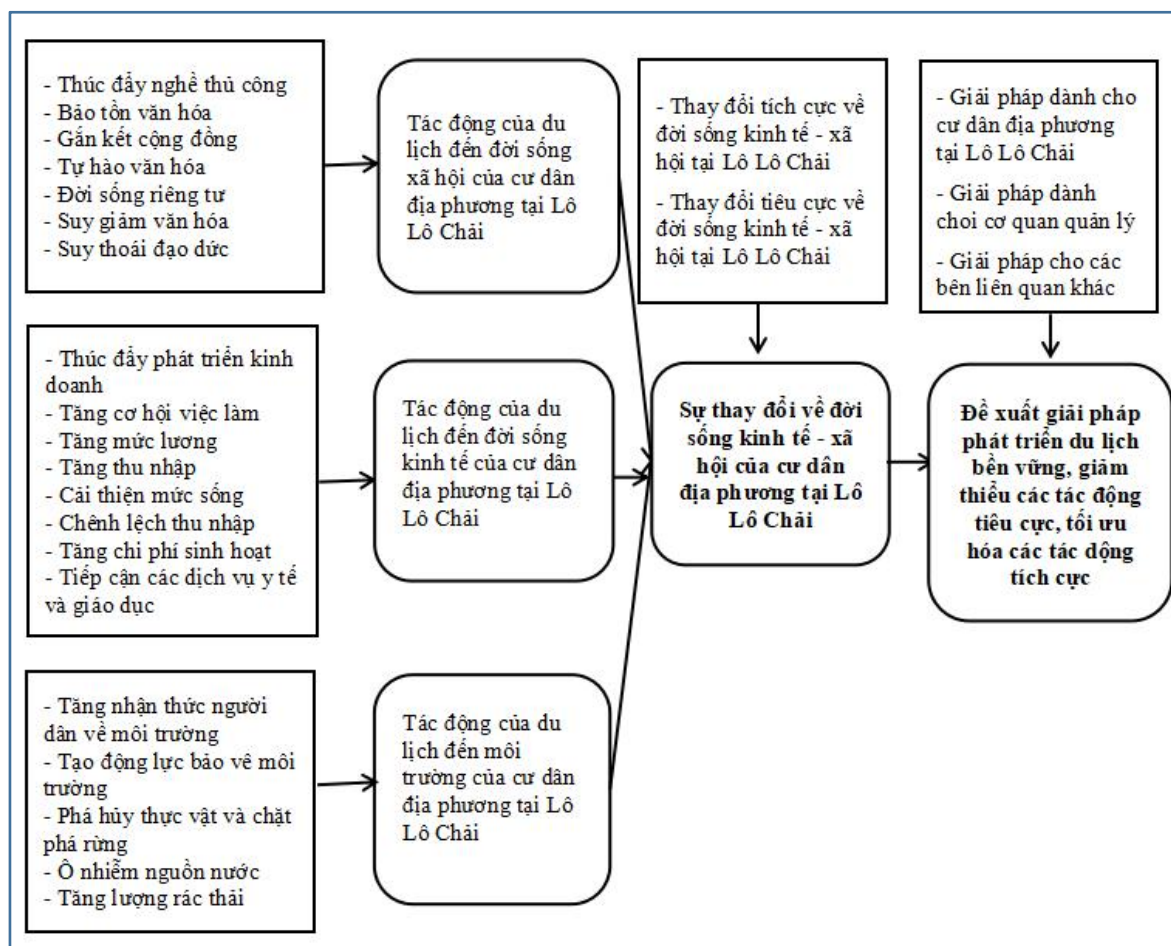 - Thúc đẩy nghề thủ công
- Bảo tồn văn hóa
- Gắn kết cộng đồng
- Tự hào văn hóa
- Đời sống riêng tư
- Suy giảm văn hóa
- Suy thoái đạo dức
Tác động của du
lịch đến đời sống
xã hội của cư dân
địa phương tại Lô
Lô Chải
- Thay đổi tích cực về
đời sống kinh tế - xã
hội tại Lô Lô Chải
- Thay đổi tiêu cực về
đời sống kinh tế - xã
hội tại Lô Lô Chải
- Giải pháp dành cho
cư dân địa phương
tại Lô Lô Chải
- Giải pháp dành
choi cơ quan quản lý
- Giải pháp cho các
bên liên quan khác
- Thúc đẩy phát triển kinh
doanh
- Tăng cơ hội việc làm
- Tăng mức lương
- Tăng thu nhập
- Cải thiện mức sống
- Chênh lệch thu nhập
- Tăng chi phí sinh hoạt
- Tiếp cận các dịch vụ y tế
và giáo dục
Tác động của du
lịch đến đời sống
kinh tế của cư dân
địa phương tại Lô
Lô Chải
Sự thay đổi về đời
sống kinh tế - xã
hội của cư dân
địa phương tại Lô
Lô Chải
Đề xuất giải pháp
phát triển du lịch
bền vững, giảm
thiểu các tác động
tiêu cực, tối ưu
hóa các tác dộng
tích cực
- Tăng nhận thức người
dân về môi trường
- Tạo động lực bảo vê môi
trường
- Phá hủy thực vật và chặt
phá rừng
- Ô nhiễm nguồn nước
- Tăng lượng rác thải
Tác động của du
lịch đến môi
trường của cư dân
địa phương tại Lô
Lô Chải